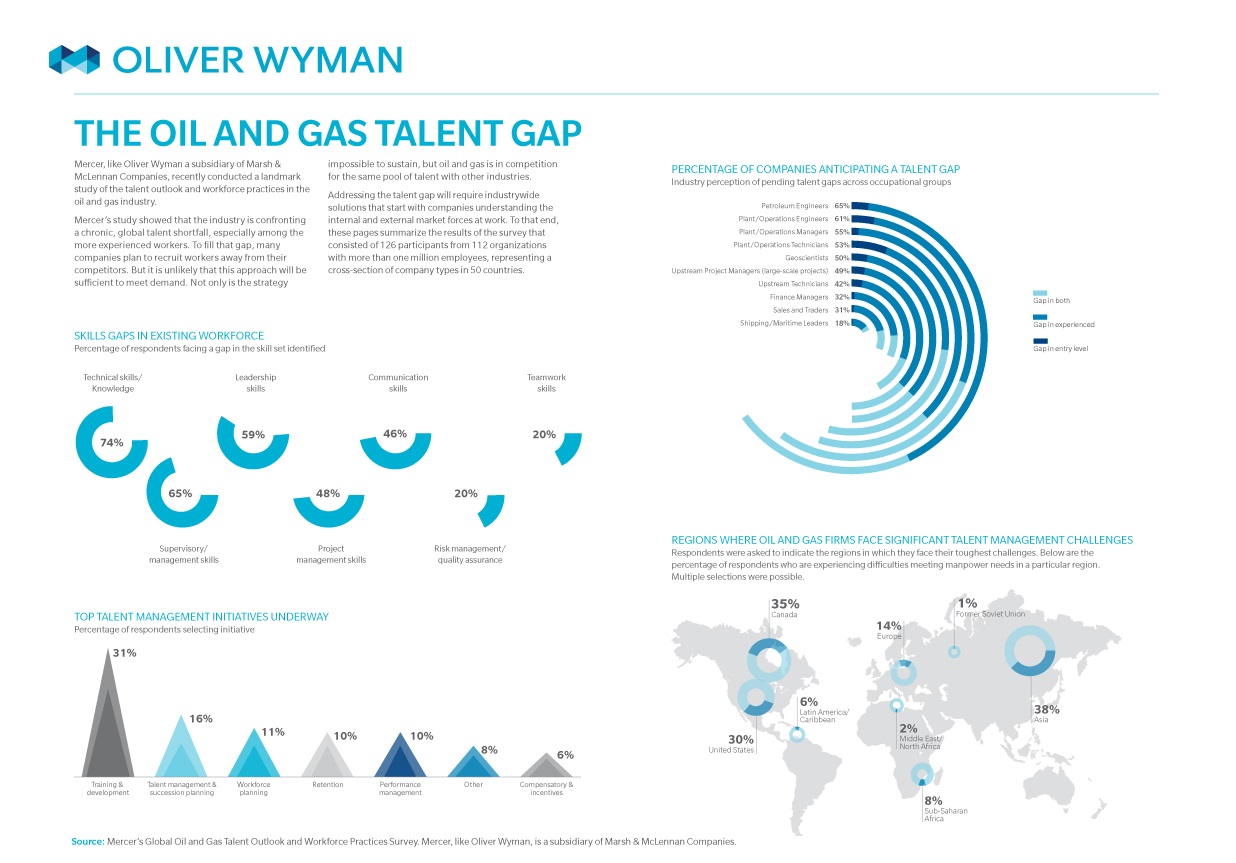 OLIVER WYMAN
THE OIL AND GAS TALENT GAP
Mercer, like Oliver Wyman a subsidiary of Marsh &
McLennan Companies, recently conducted a landmark
study of the talent outlook and workforce practices in the
oil and gas industry.
Mercer's study showed that the industry is confronting
a chronic, global talent shortfall, especially among the
more experienced workers. To fill that gap, many
companies plan to recruit workers away from their
competitors. But it is unlikely that this approach will be
sufficient to meet demand. Not only is the strategy
impossible to sustain, but oil and gas is in competition
for the same pool of talent with other industries.
Addressing the talent gap will require industrywide
solutions that start with companies understanding the
internal and external market forces at work. To that end,
these pages summarize the results of the survey that
consisted of 126 participants from 112 organizations
with more than one million employees, representing a
cross-section of company types in 50 countries.
SKILLS GAPS IN EXISTING WORKFORCE
Percentage of respondents facing a gap in the skill set identified
Technical skills/
Knowledge
74%
Supervisory/
management skills
65%
Leadership
skills
59%
Project
management skills
48%
Communication
skills
46%
Risk management/
quality assurance
20%
Teamwork
skills
20%
TOP TALENT MANAGEMENT INITIATIVES UNDERWAY
Percentage of respondents selecting initiative
31%
Training &
development
16%
Talent management &
succession planning
11%
Workforce
planning
10%
Retention
10%
Performance
management
8%
Other
6%
Compensatory &
incentives
PERCENTAGE OF COMPANIES ANTICIPATING A TALENT GAP
Industry perception of pending talent gaps across occupational groups
Petroleum Engineers 65%
Plant/Operations Engineers 61%
Plant/Operations Managers 55%
Plant/Operations Technicians 53%
Geoscientists 50%
Upstream Project Managers (large-scale projects) 49%
Upstream Technicians 42%
Finance Managers 32%
Sales and Traders 31%
Shipping/Maritime Leaders 18%
Gap in both
Gap in experienced
Gap in entry level
REGIONS WHERE OIL AND GAS FIRMS FACE SIGNIFICANT TALENT MANAGEMENT CHALLENGES
Respondents were asked to indicate the regions in which they face their toughest challenges. Below are the
percentage of respondents who are experiencing difficulties meeting manpower needs in a particular region.
Multiple selections were possible.
35%
Canada
1%
Former Soviet Union
14%
Europe
6%
Latin America/
Caribbean
38%
Asia
2%
Middle East/
North Africa
30%
United States
8%
Sub-Saharan
Africa
Source: Mercer's Global Oil and Gas Talent Outlook and Workforce Practices Survey. Mercer, like Oliver Wyman, is a subsidiary of Marsh & McLennan Companies.